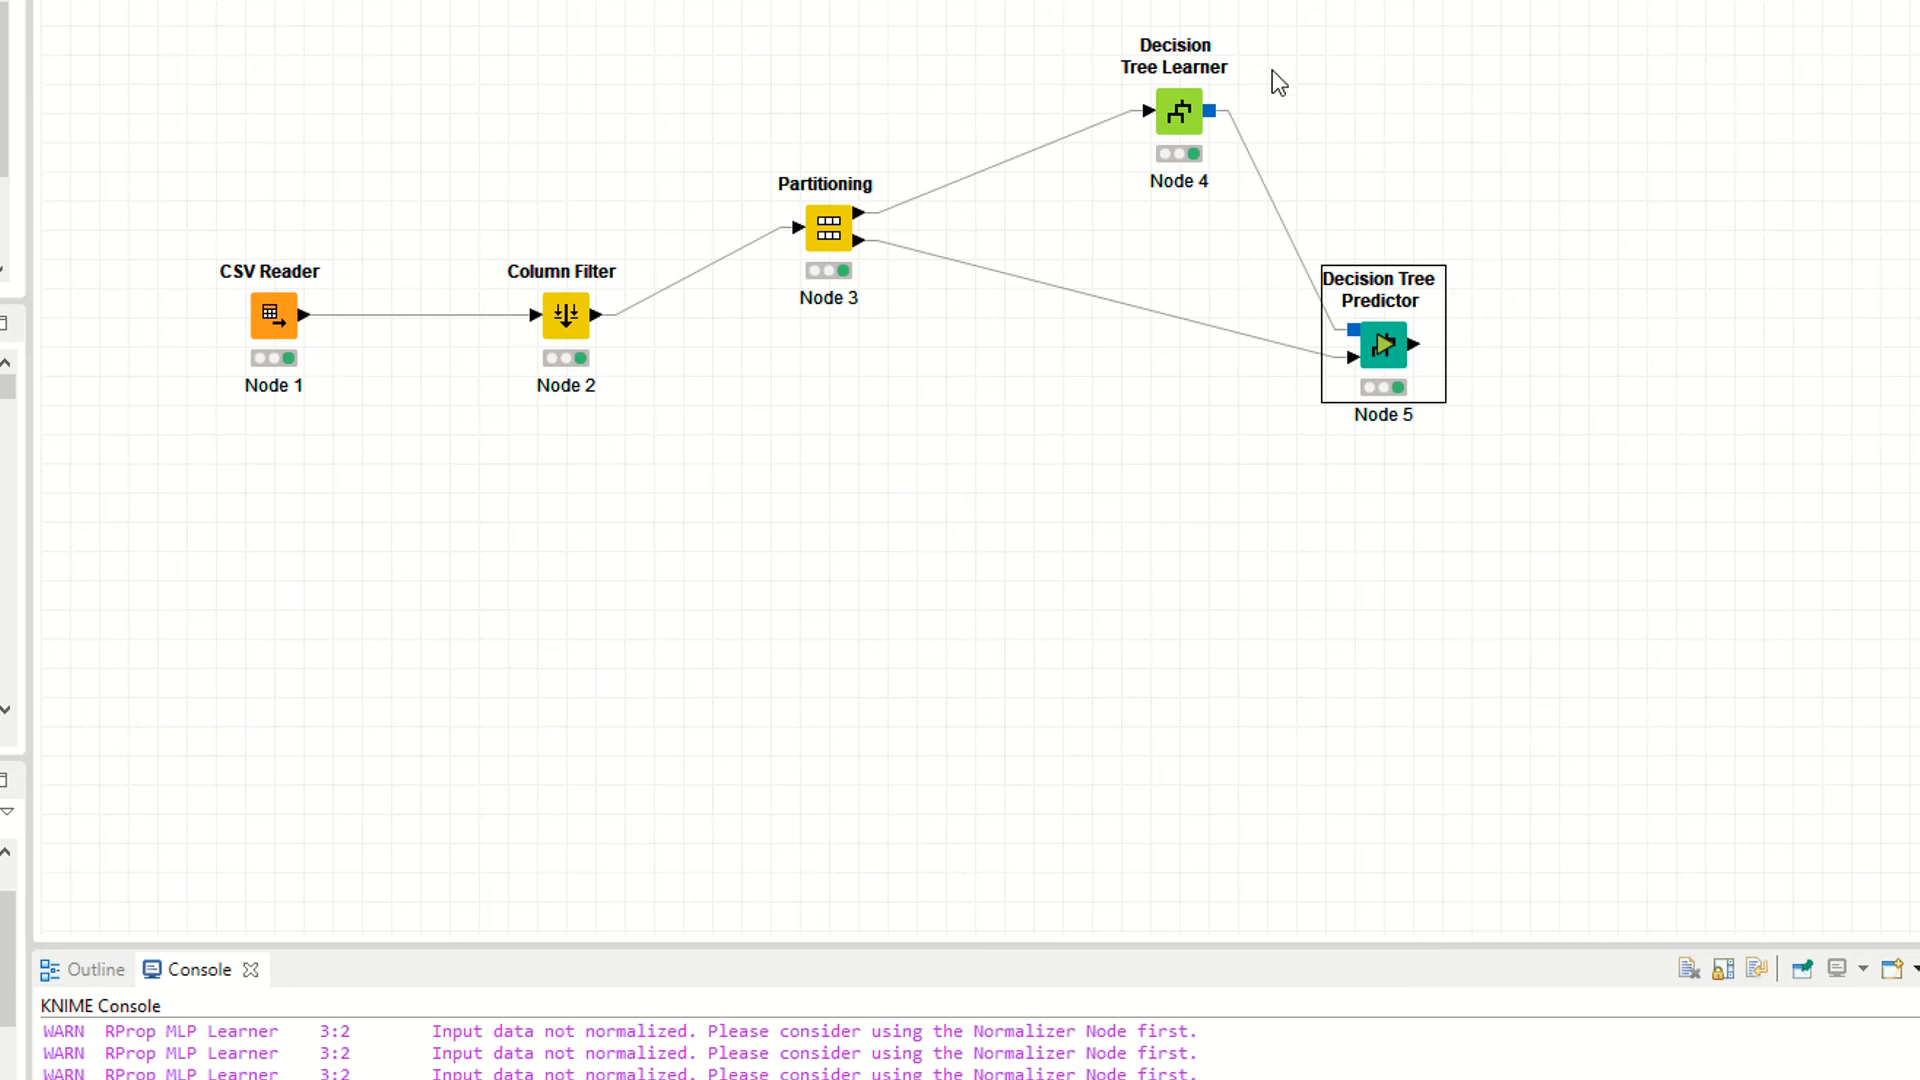 Decision
Tree Learner
Node 4
Partitioning
Node 3
CSV Reader
Node 1
Column Filter
Node 2
Decision Tree
Predictor
Node 5
Outline
Console
KNIME Console
WARN RProp MLP Learner 3:2 Input data not normalized. Please consider using the Normalizer Node first.
WARN RProp MLP Learner 3:2 Input data not normalized. Please consider using the Normalizer Node first.
WARN RProp MLP Learner 3:2 Input data not normalized. Please consider using the Normalizer Node first.